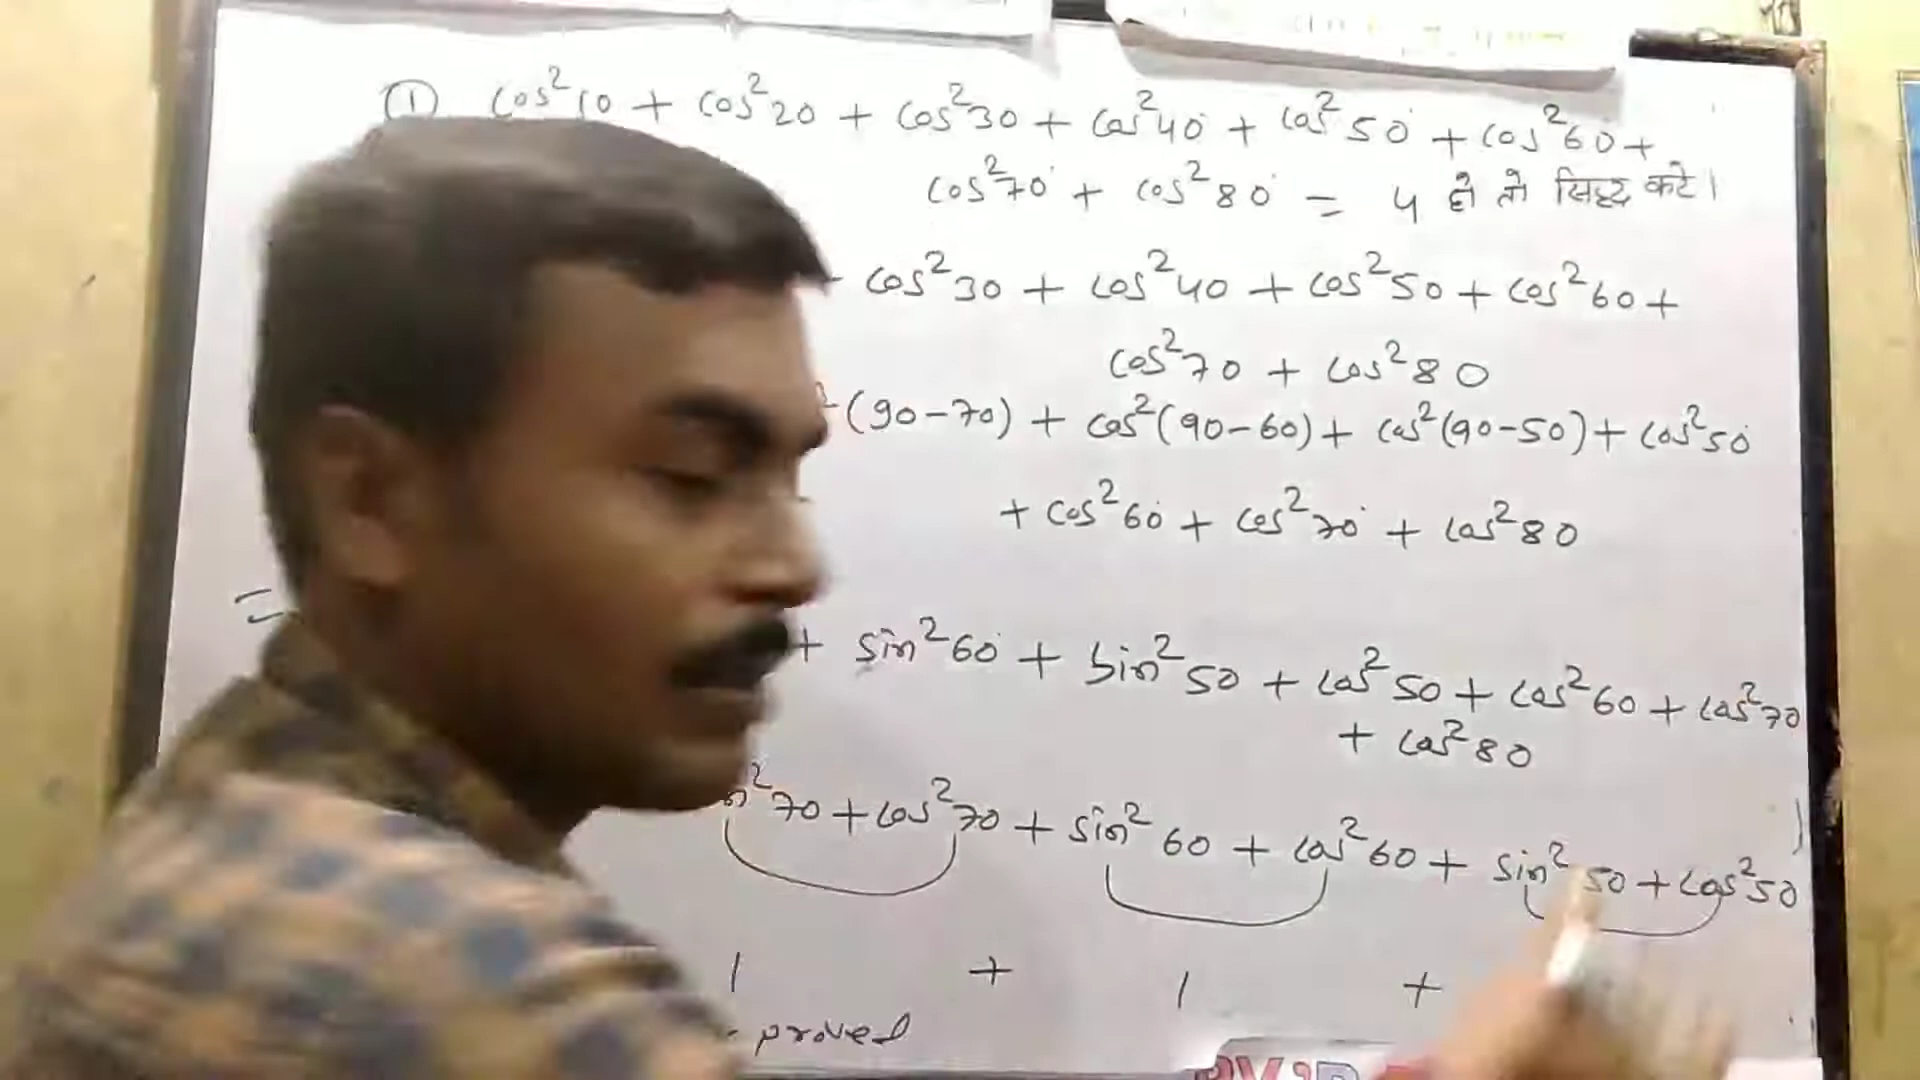 ① cos²10 + cos²20 + cos²30 + cos²40 + cos²50 + cos²60 +
cos²70 + cos²80 = 4 हो तो सिद्ध करें।
cos²30 + cos²40 + cos²50 + cos²60 +
cos²70 + cos²80
(90-70) + cos²(90-60) + cos²(90-50) + cos²50
+ cos²60 + cos²70 + cos²80
=
+ sin²60 + sin²50 + cos²50 + cos²60 + cos²70
+ cos²80
²70 + cos²70 + sin²60 + cos²60 + sin²50 + cos²50
1 + 1 +
proved